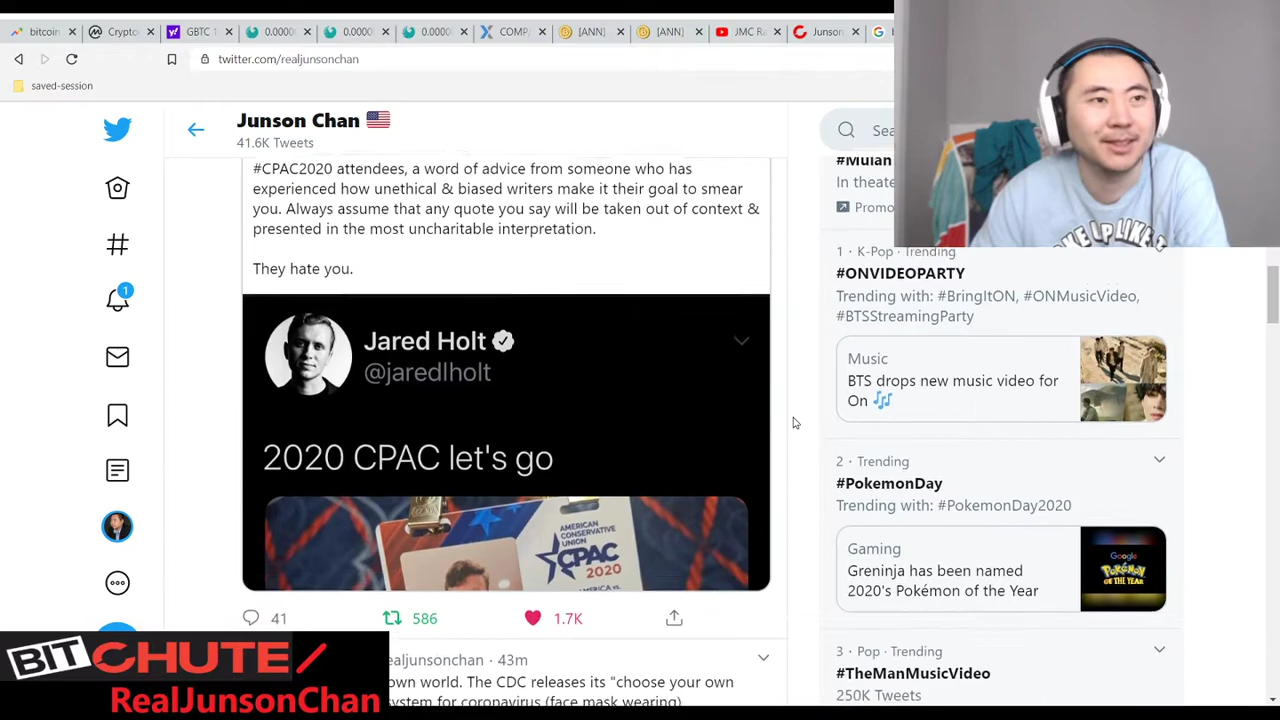 bitcoin
Crypto
GBTC 1
0.0000
0.0000
0.0000
COMP
[ANN]
[ANN]
JMC Ra
Junson
twitter.com/realjunsonchan
saved-session
Junson Chan
41.6K Tweets
#CPAC2020 attendees, a word of advice from someone who has
experienced how unethical & biased writers make it their goal to smear
you. Always assume that any quote you say will be taken out of context &
presented in the most uncharitable interpretation.
They hate you.
Jared Holt
@jaredlholt
2020 CPAC let's go
AMERICAN
CONSERVATIVE
UNION
CPAC
2020
41
586
1.7K
ealjunsonchan · 43m
own world. The CDC releases its "choose your own
stem for coronavirus (face mask wearing)
BITCHUTE/
RealJunsonChan
1
Sea
#Mulan
In theate
Promo
1 · K-Pop · Trending
#ONVIDEOPARTY
Trending with: #BringItON, #ONMusicVideo,
#BTSStreamingParty
Music
BTS drops new music video for
On
2 · Trending
#PokemonDay
Trending with: #PokemonDay2020
Gaming
Greninja has been named
2020's Pokémon of the Year
Google
POKÉMON
OF THE YEAR
3 · Pop · Trending
#TheManMusicVideo
250K Tweets